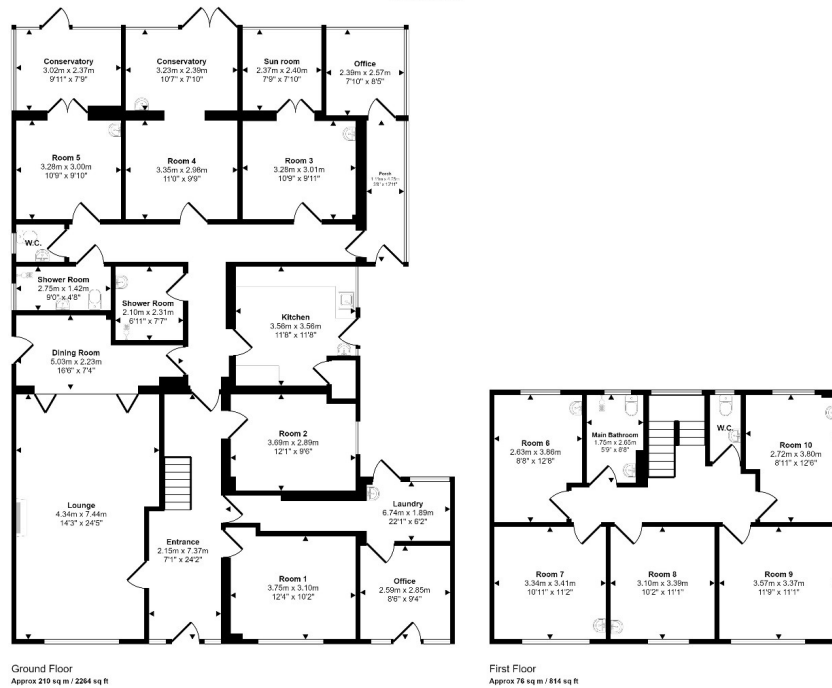 Conservatory
3.02m x 2.37m
9'11" x 7'9"
Conservatory
3.23m x 2.39m
10'7" x 7'10"
Sun room
2.37m x 2.40m
7'9" x 7'10"
Office
2.39m x 2.57m
7'10" x 8'5"
Room 5
3.28m x 3.00m
10'9" x 9'10"
Room 4
3.35m x 2.98m
11'0" x 9'9"
Room 3
3.28m x 3.01m
10'9" x 9'11"
Porch
W.C.
Shower Room
2.75m x 1.42m
9'0" x 4'8"
Shower Room
2.10m x 2.31m
6'11" x 7'7"
Kitchen
3.56m x 3.56m
11'8" x 11'8"
Dining Room
5.03m x 2.23m
16'6" x 7'4"
Room 2
3.69m x 2.89m
12'1" x 9'6"
Lounge
4.34m x 7.44m
14'3" x 24'5"
Entrance
2.15m x 7.37m
7'1" x 24'2"
Laundry
6.74m x 1.89m
22'1" x 6'2"
Room 1
3.75m x 3.10m
12'4" x 10'2"
Office
2.59m x 2.85m
8'6" x 9'4"
Ground Floor
Approx 210 sq m / 2264 sq ft
Room 6
2.63m x 3.86m
8'8" x 12'8"
Main Bathroom
1.75m x 2.65m
5'9" x 8'8"
W.C.
Room 10
2.72m x 3.80m
8'11" x 12'6"
Room 7
3.34m x 3.41m
10'11" x 11'2"
Room 8
3.10m x 3.39m
10'2" x 11'1"
Room 9
3.57m x 3.37m
11'9" x 11'1"
First Floor
Approx 76 sq m / 814 sq ft